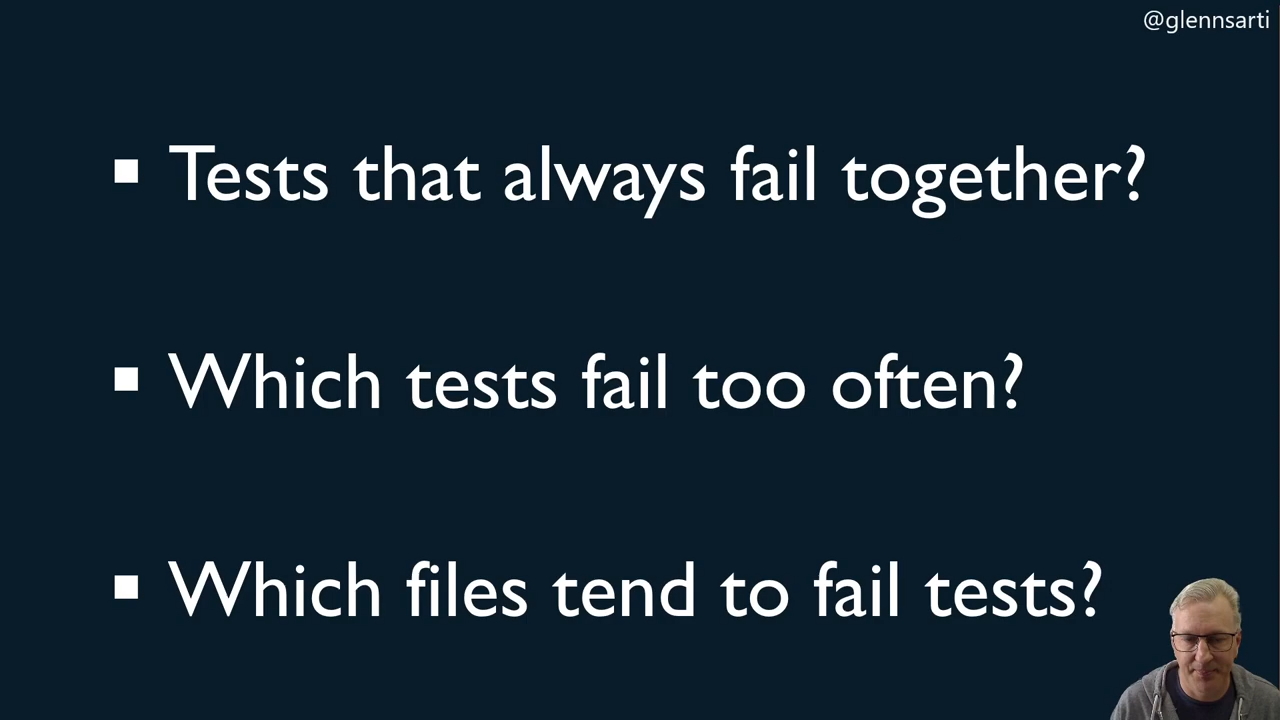 @glennsarti
▪ Tests that always fail together?
▪ Which tests fail too often?
▪ Which files tend to fail tests?